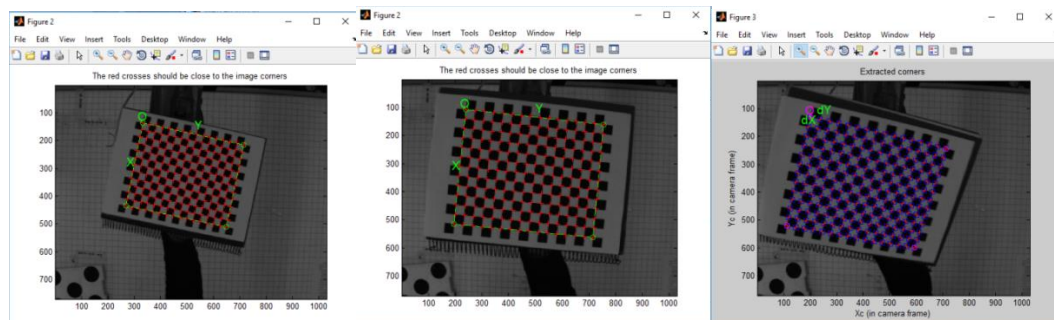 Figure 2
File Edit View Insert Tools Desktop Window Help
The red crosses should be close to the image corners
O
Y
X
100
200
300
400
500
600
700
100 200 300 400 500 600 700 800 900 1000
Figure 2
File Edit View Insert Tools Desktop Window Help
The red crosses should be close to the image corners
O
Y
X
100
200
300
400
500
600
700
100 200 300 400 500 600 700 800 900 1000
Figure 3
File Edit View Insert Tools Desktop Window Help
Extracted corners
O dY
dX
Yc (in camera frame)
100
200
300
400
500
600
700
100 200 300 400 500 600 700 800 900 1000
Xc (in camera frame)